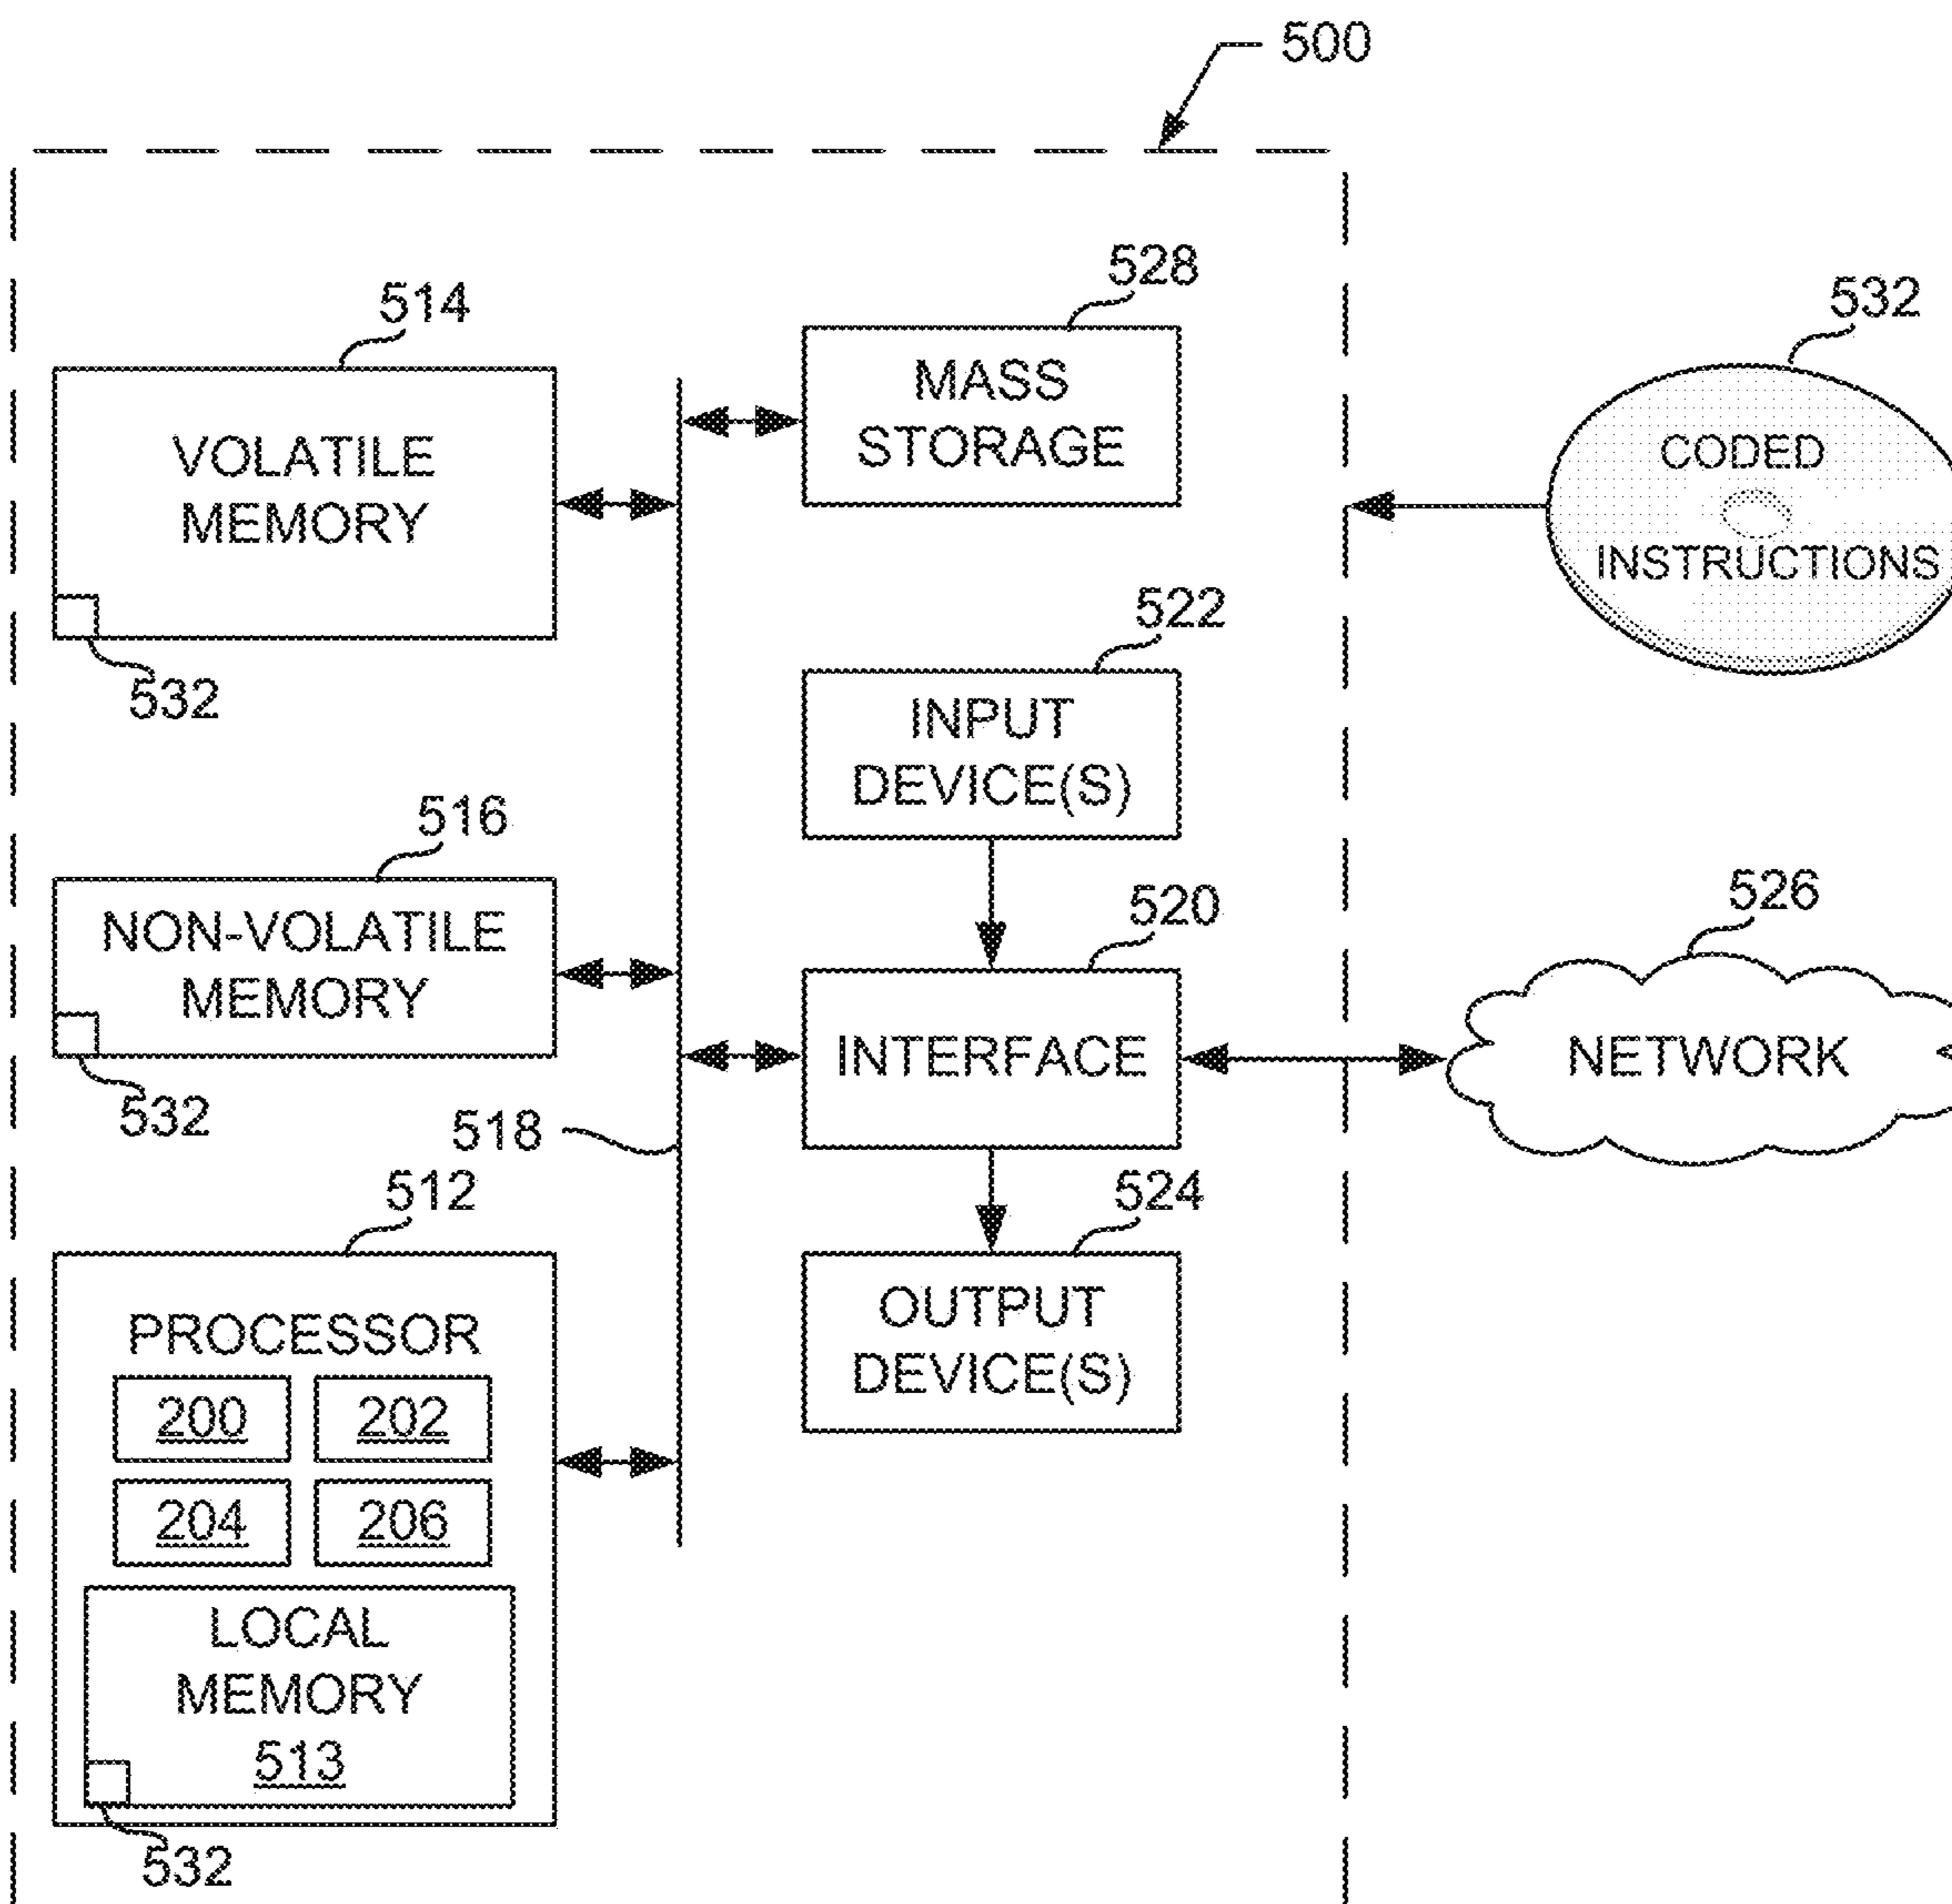 500
528
514
532
MASS
STORAGE
VOLATILE
MEMORY
CODED
INSTRUCTIONS
522
532
INPUT
DEVICE(S)
516
520
526
NON-VOLATILE
MEMORY
INTERFACE
NETWORK
532
518
512
524
PROCESSOR
OUTPUT
DEVICE(S)
200
202
204
206
LOCAL
MEMORY
513
532